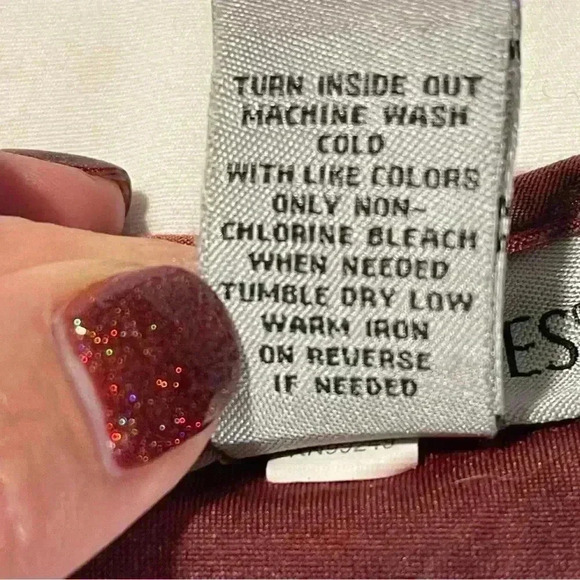 TURN INSIDE OUT
MACHINE WASH
COLD
WITH LIKE COLORS
ONLY NON-
CHLORINE BLEACH
WHEN NEEDED
TUMBLE DRY LOW
WARM IRON
ON REVERSE
IF NEEDED
ES